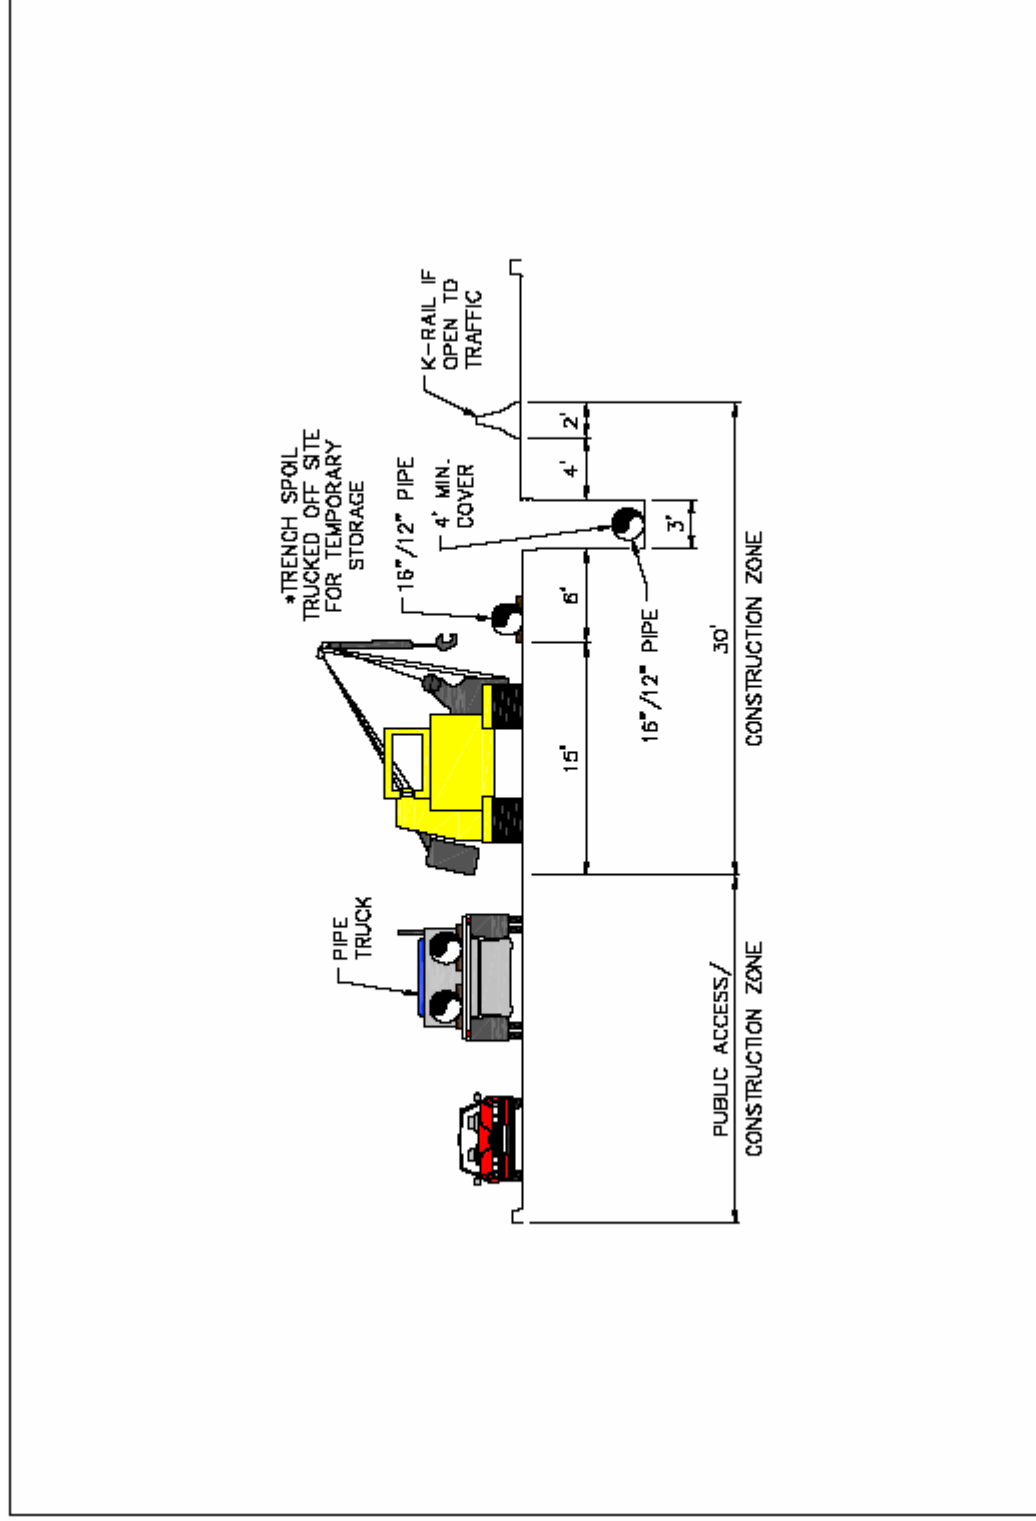 *TRENCH SPOIL
TRUCKED OFF SITE
FOR TEMPORARY
STORAGE
PIPE
TRUCK
16"/12" PIPE
4' MIN.
COVER
K-RAIL IF
OPEN TO
TRAFFIC
15"
6'
4'
2'
3'
16"/12" PIPE
30'
PUBLIC ACCESS/
CONSTRUCTION ZONE
CONSTRUCTION ZONE